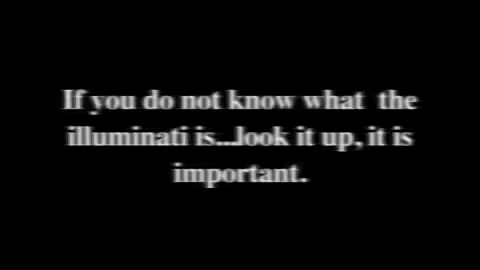 If you do not know what  the
illuminati is...look it up, it is
important.